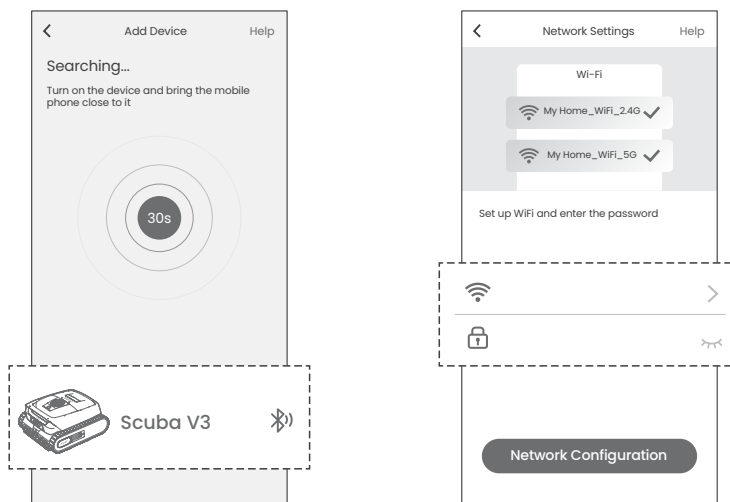 Add Device
Help
Searching...
Turn on the device and bring the mobile
phone close to it
30s
Scuba V3
Network Settings
Help
Wi-Fi
My Home_WiFi_2.4G
My Home_WiFi_5G
Set up WiFi and enter the password
Network Configuration